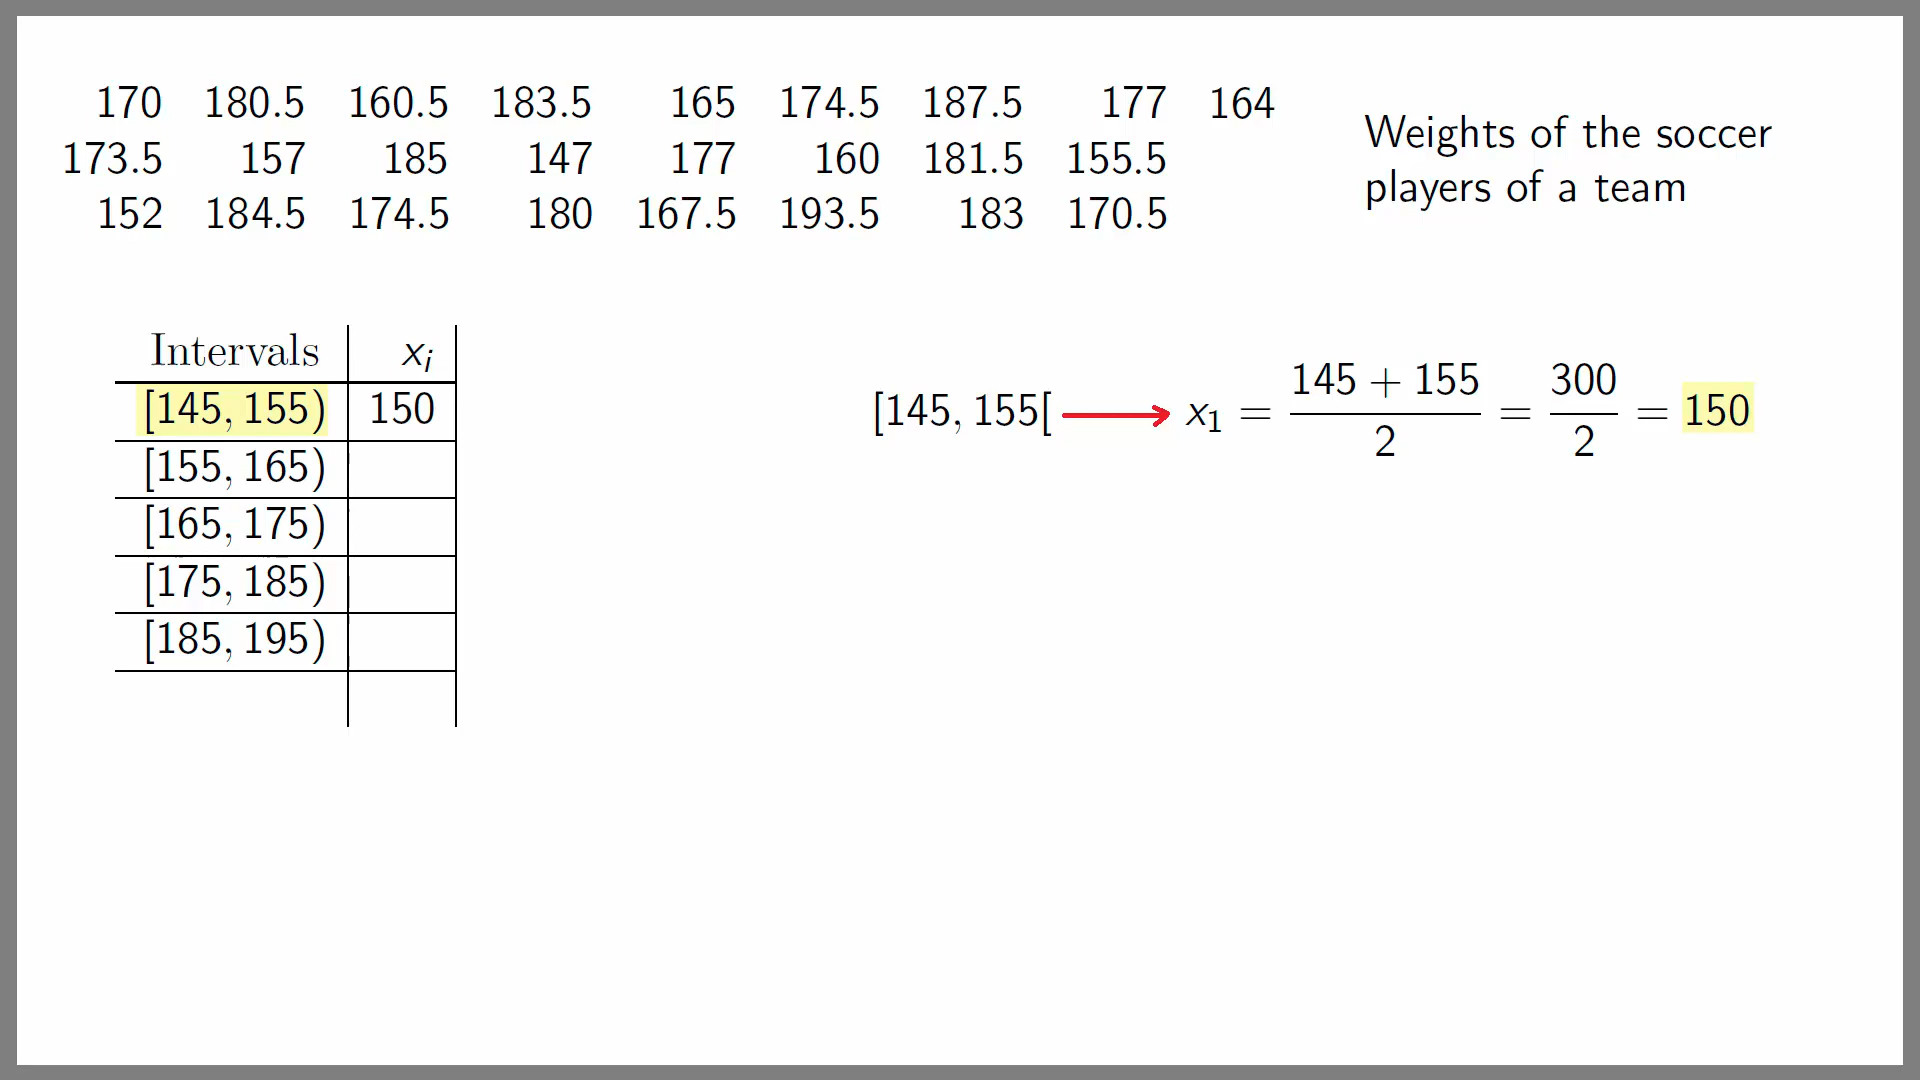 170 180.5 160.5 183.5 165 174.5 187.5 177 164
173.5 157 185 147 177 160 181.5 155.5
152 184.5 174.5 180 167.5 193.5 183 170.5
Weights of the soccer
players of a team
Intervals xᵢ
[145, 155) 150
[155, 165)
[165, 175)
[175, 185)
[185, 195)
[145, 155[ → x₁ = (145 + 155)/2 = 300/2 = 150